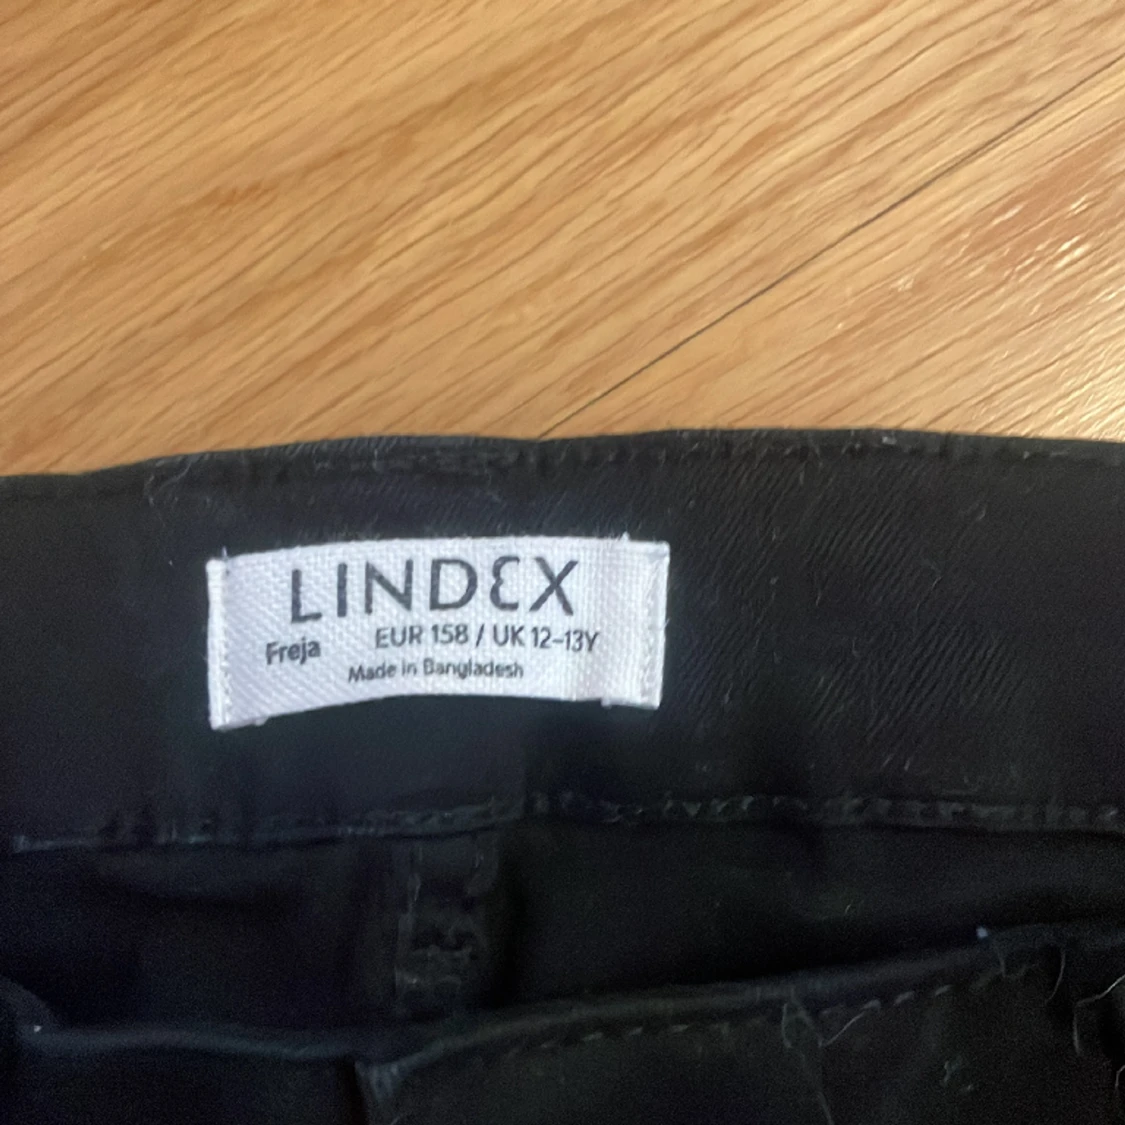 LINDEX
Freja EUR 158 / UK 12-13Y
Made in Bangladesh